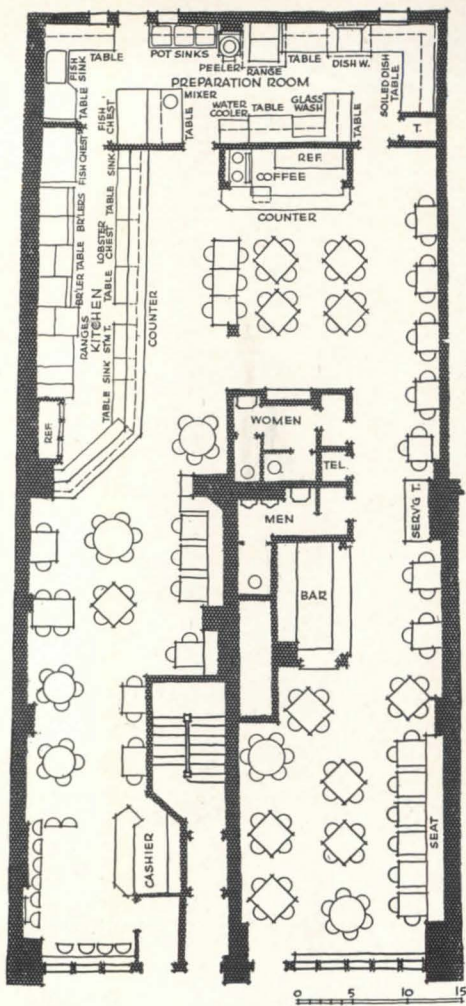 TABLE
FISH SINK
TABLE
POT SINKS
PEELER
RANGE
TABLE
DISH W.
SOILED DISH TABLE
PREPARATION ROOM
MIXER
FISH CHEST
TABLE
WATER COOLER
TABLE
GLASS WASH
TABLE
T.
FISH CHEST
SINK
REF.
COFFEE
COUNTER
BR'LERS
TABLE
LOBSTER CHEST
BR'LER TABLE
TABLE
KITCHEN
RANGES
COUNTER
ST'M T.
SINK
TABLE
REF.
WOMEN
TEL.
MEN
SERV'G T.
BAR
CASHIER
SEAT
0 5 10 15